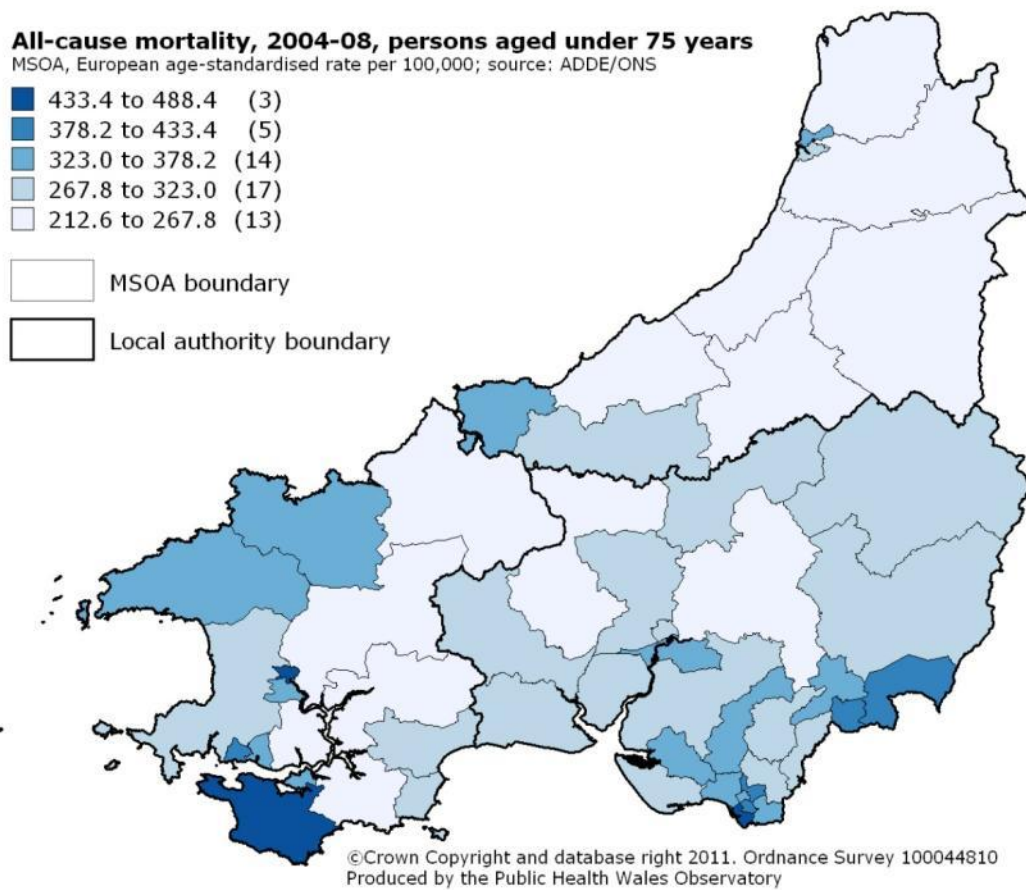 All-cause mortality, 2004-08, persons aged under 75 years
MSOA, European age-standardised rate per 100,000; source: ADDE/ONS
433.4 to 488.4 (3)
378.2 to 433.4 (5)
323.0 to 378.2 (14)
267.8 to 323.0 (17)
212.6 to 267.8 (13)
MSOA boundary
Local authority boundary
©Crown Copyright and database right 2011. Ordnance Survey 100044810
Produced by the Public Health Wales Observatory